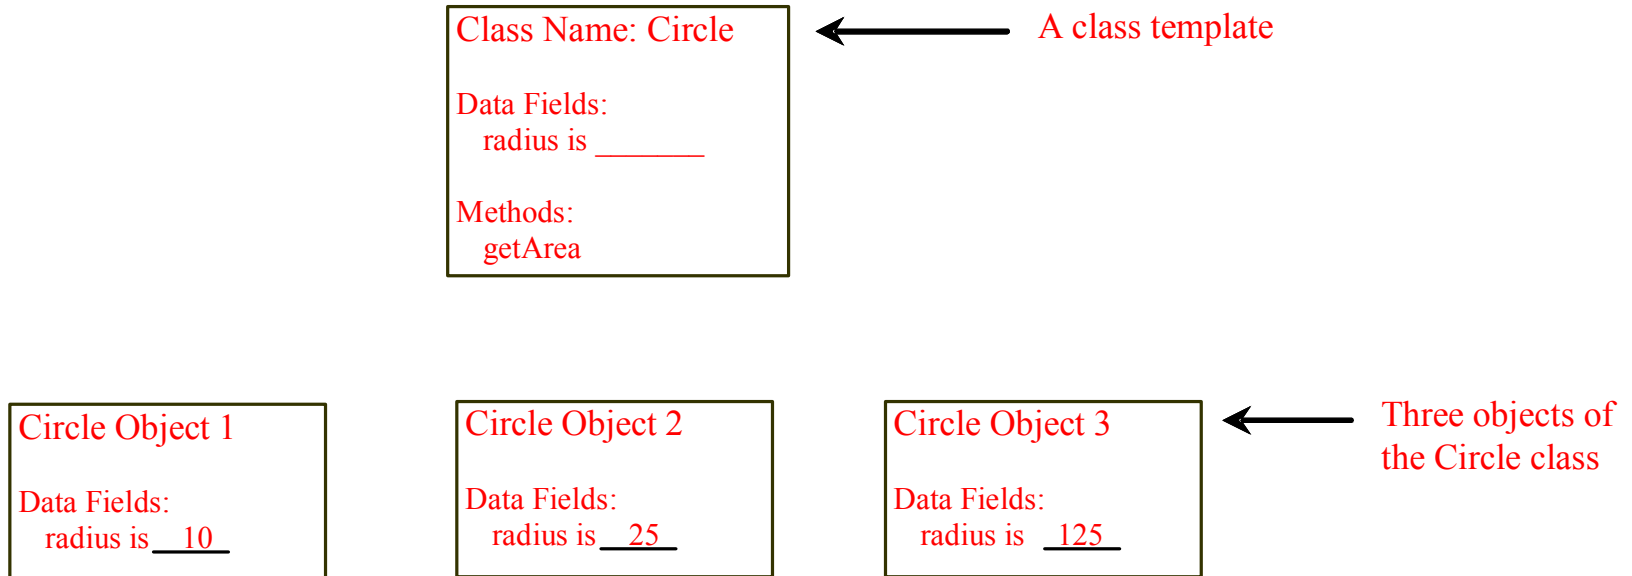 Class Name: Circle
A class template
Data Fields:
radius is _______
Methods:
getArea
Circle Object 1
Data Fields:
radius is 10
Circle Object 2
Data Fields:
radius is 25
Circle Object 3
Data Fields:
radius is 125
Three objects of
the Circle class